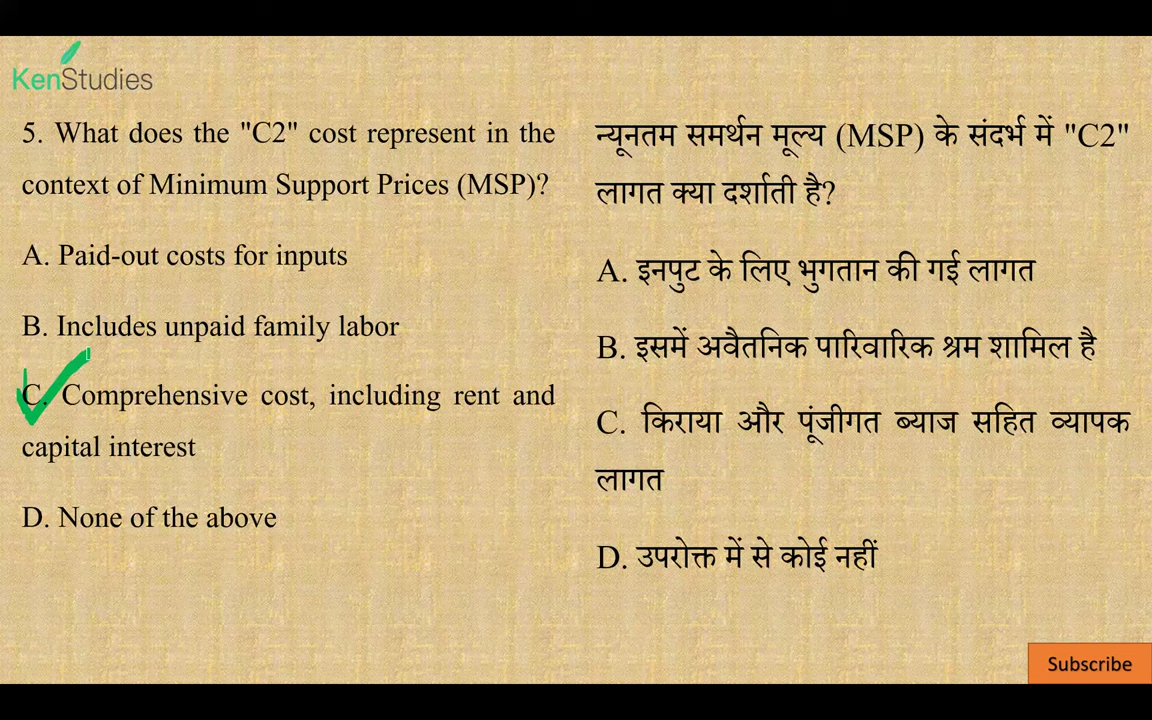 KenStudies
5. What does the "C2" cost represent in the
context of Minimum Support Prices (MSP)?
A. Paid-out costs for inputs
B. Includes unpaid family labor
C. Comprehensive cost, including rent and
capital interest
D. None of the above
न्यूनतम समर्थन मूल्य (MSP) के संदर्भ में "C2"
लागत क्या दर्शाती है?
A. इनपुट के लिए भुगतान की गई लागत
B. इसमें अवैतनिक पारिवारिक श्रम शामिल है
C. किराया और पूंजीगत ब्याज सहित व्यापक
लागत
D. उपरोक्त में से कोई नहीं
Subscribe